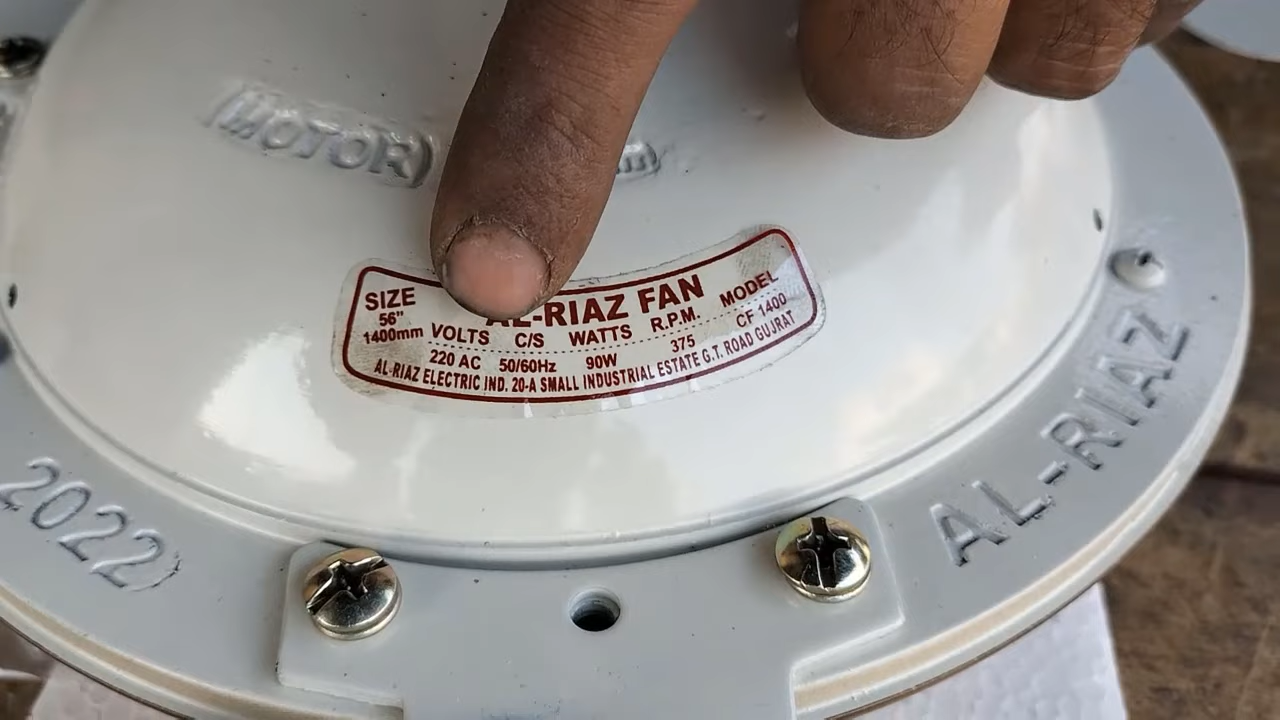 (MOTOR)
AL-RIAZ FAN
SIZE
56"
1400mm
VOLTS C/S WATTS R.P.M. MODEL
220 AC 50/60Hz 90W 375 CF 1400
AL-RIAZ ELECTRIC IND. 20-A SMALL INDUSTRIAL ESTATE G.T. ROAD GUJRAT
2022)
AL-RIAZ